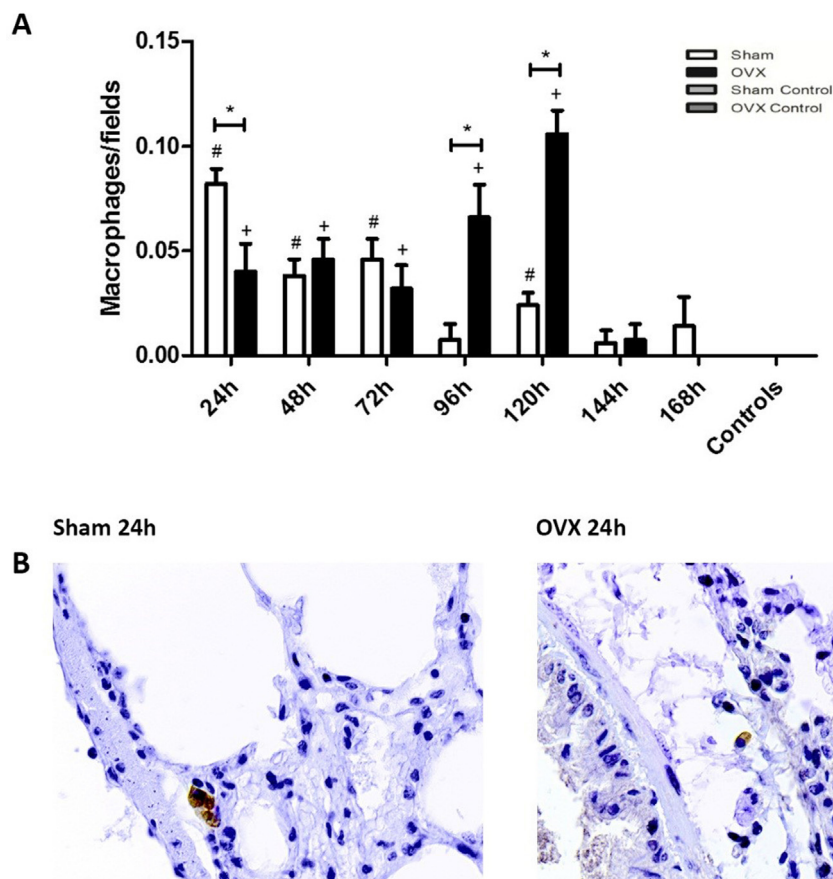 A
Macrophages/fields
0.15
0.10
0.05
0.00
Sham
OVX
Sham Control
OVX Control
*
*
*
#
+
#
+
#
+
+
#
+
24h
48h
72h
96h
120h
144h
168h
Controls
Sham 24h
OVX 24h
B